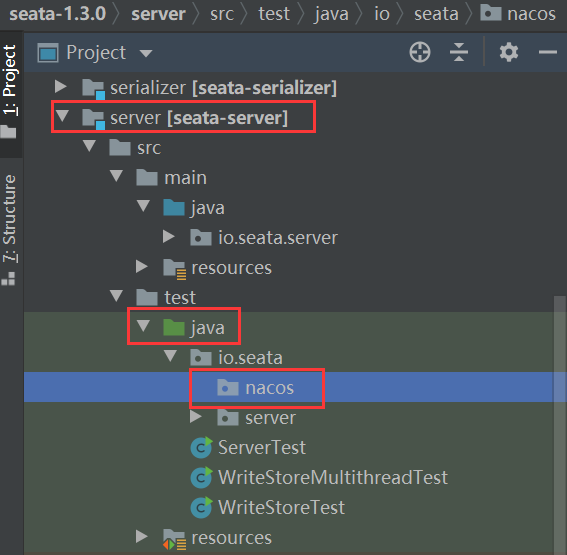 seata-1.3.0 〉 server 〉 src 〉 test 〉 java 〉 io 〉 seata 〉 nacos
Project
1: Project
7: Structure
serializer [seata-serializer]
server [seata-server]
src
main
java
io.seata.server
resources
test
java
io.seata
nacos
server
ServerTest
WriteStoreMultithreadTest
WriteStoreTest
resources